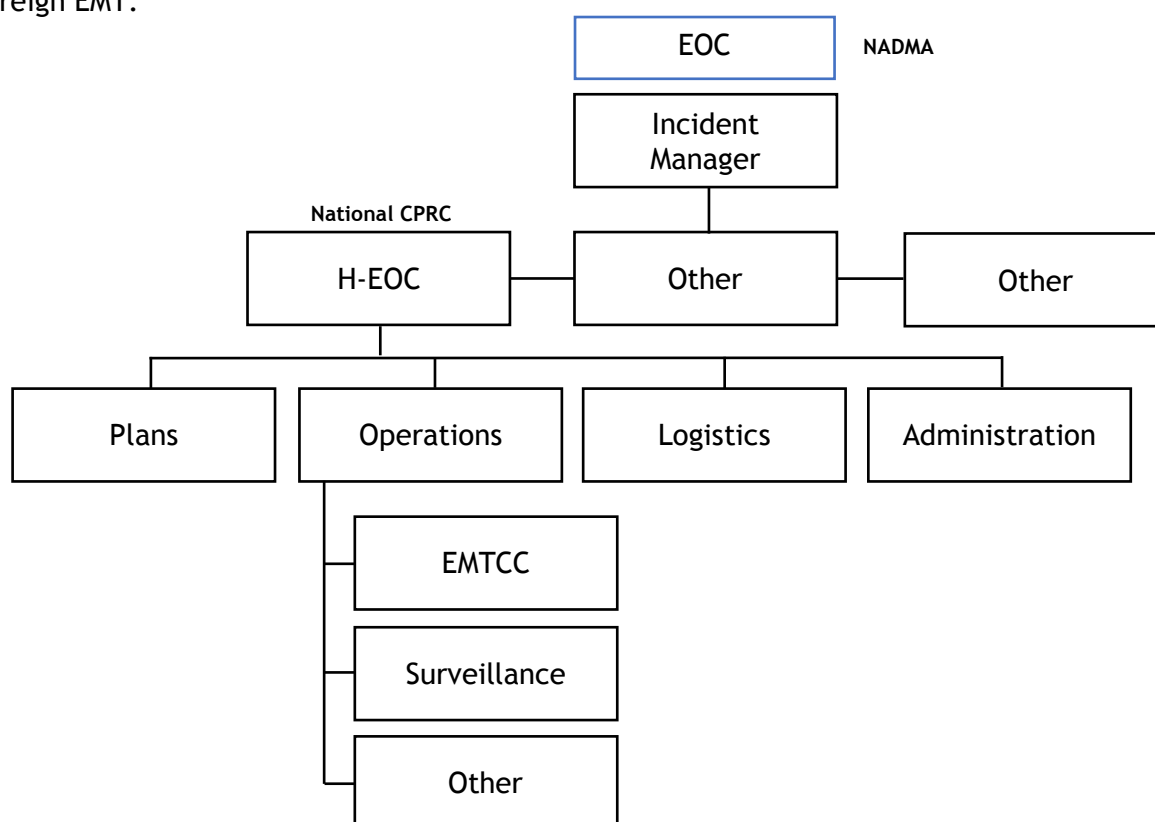 reign EMT.
EOC
NADMA
Incident
Manager
National CPRC
H-EOC
Other
Other
Plans
Operations
Logistics
Administration
EMTCC
Surveillance
Other